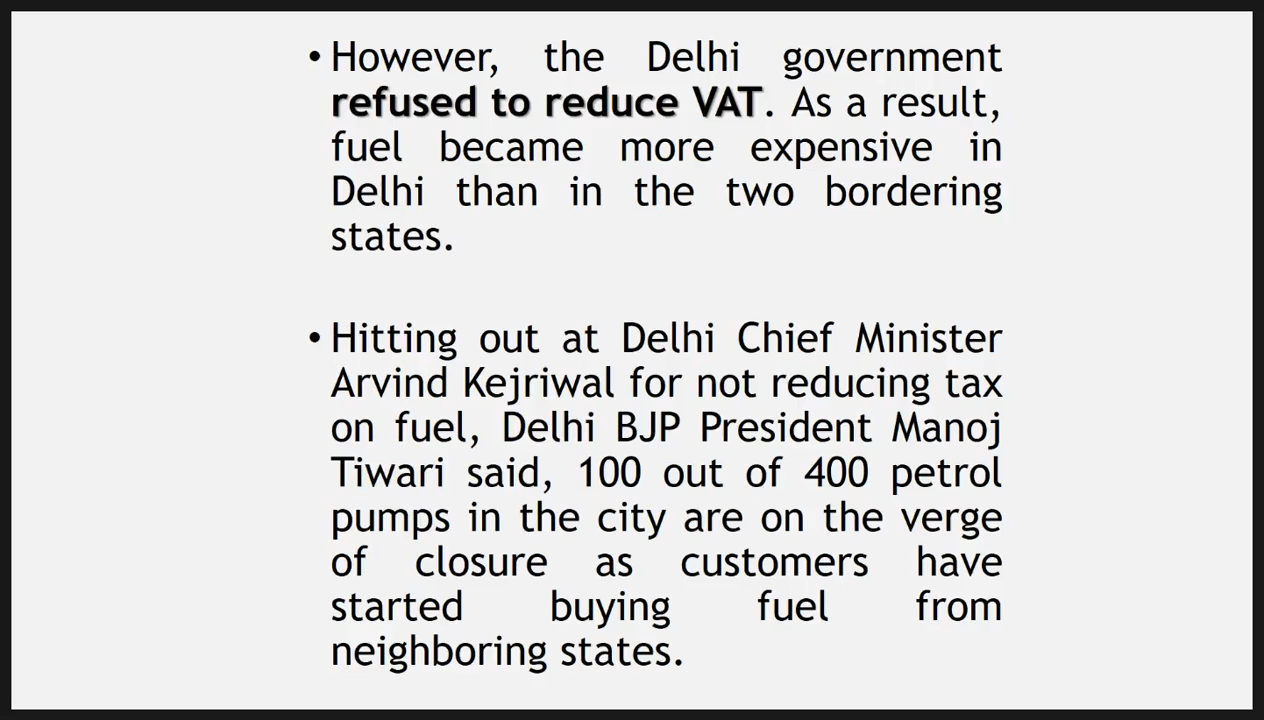 • However, the Delhi government
refused to reduce VAT. As a result,
fuel became more expensive in
Delhi than in the two bordering
states.
• Hitting out at Delhi Chief Minister
Arvind Kejriwal for not reducing tax
on fuel, Delhi BJP President Manoj
Tiwari said, 100 out of 400 petrol
pumps in the city are on the verge
of closure as customers have
started buying fuel from
neighboring states.